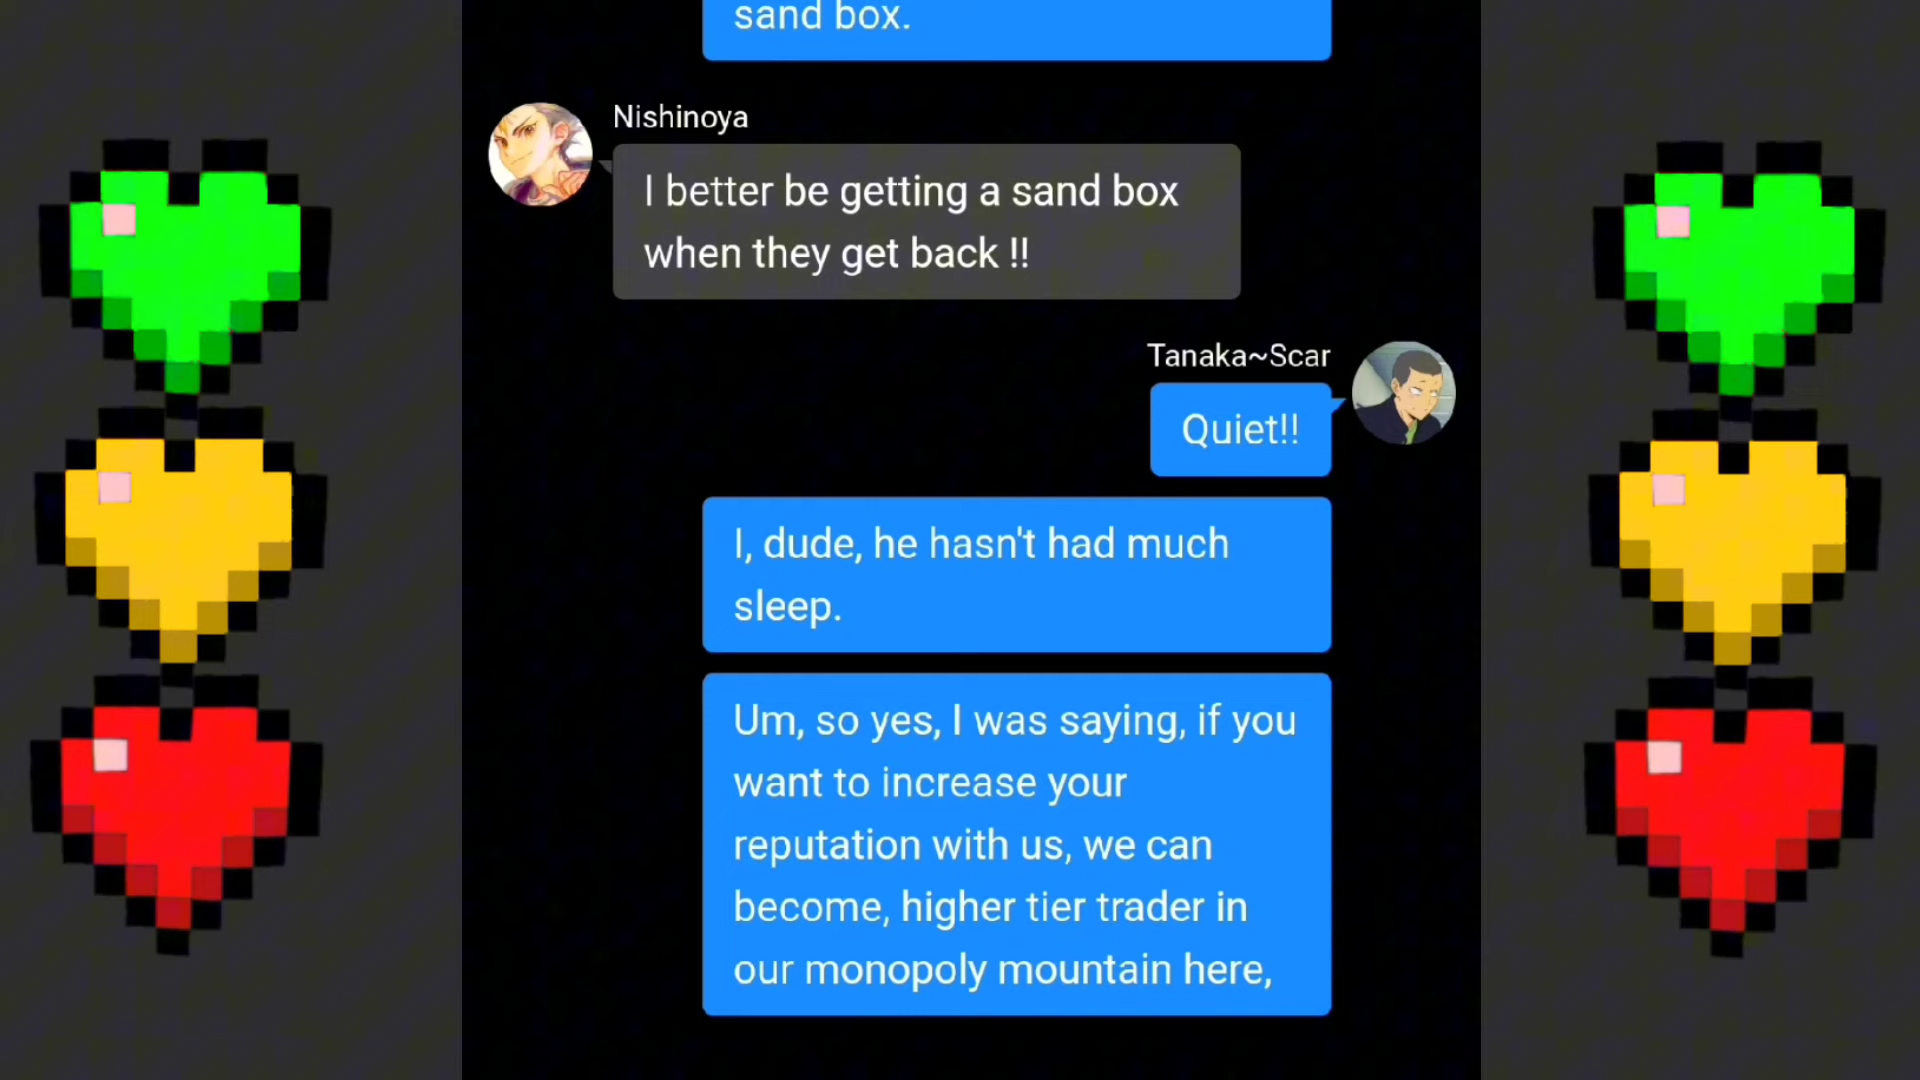 sand box.
Nishinoya
I better be getting a sand box
when they get back !!
Tanaka~Scar
Quiet!!
I, dude, he hasn't had much
sleep.
Um, so yes, I was saying, if you
want to increase your
reputation with us, we can
become, higher tier trader in
our monopoly mountain here,